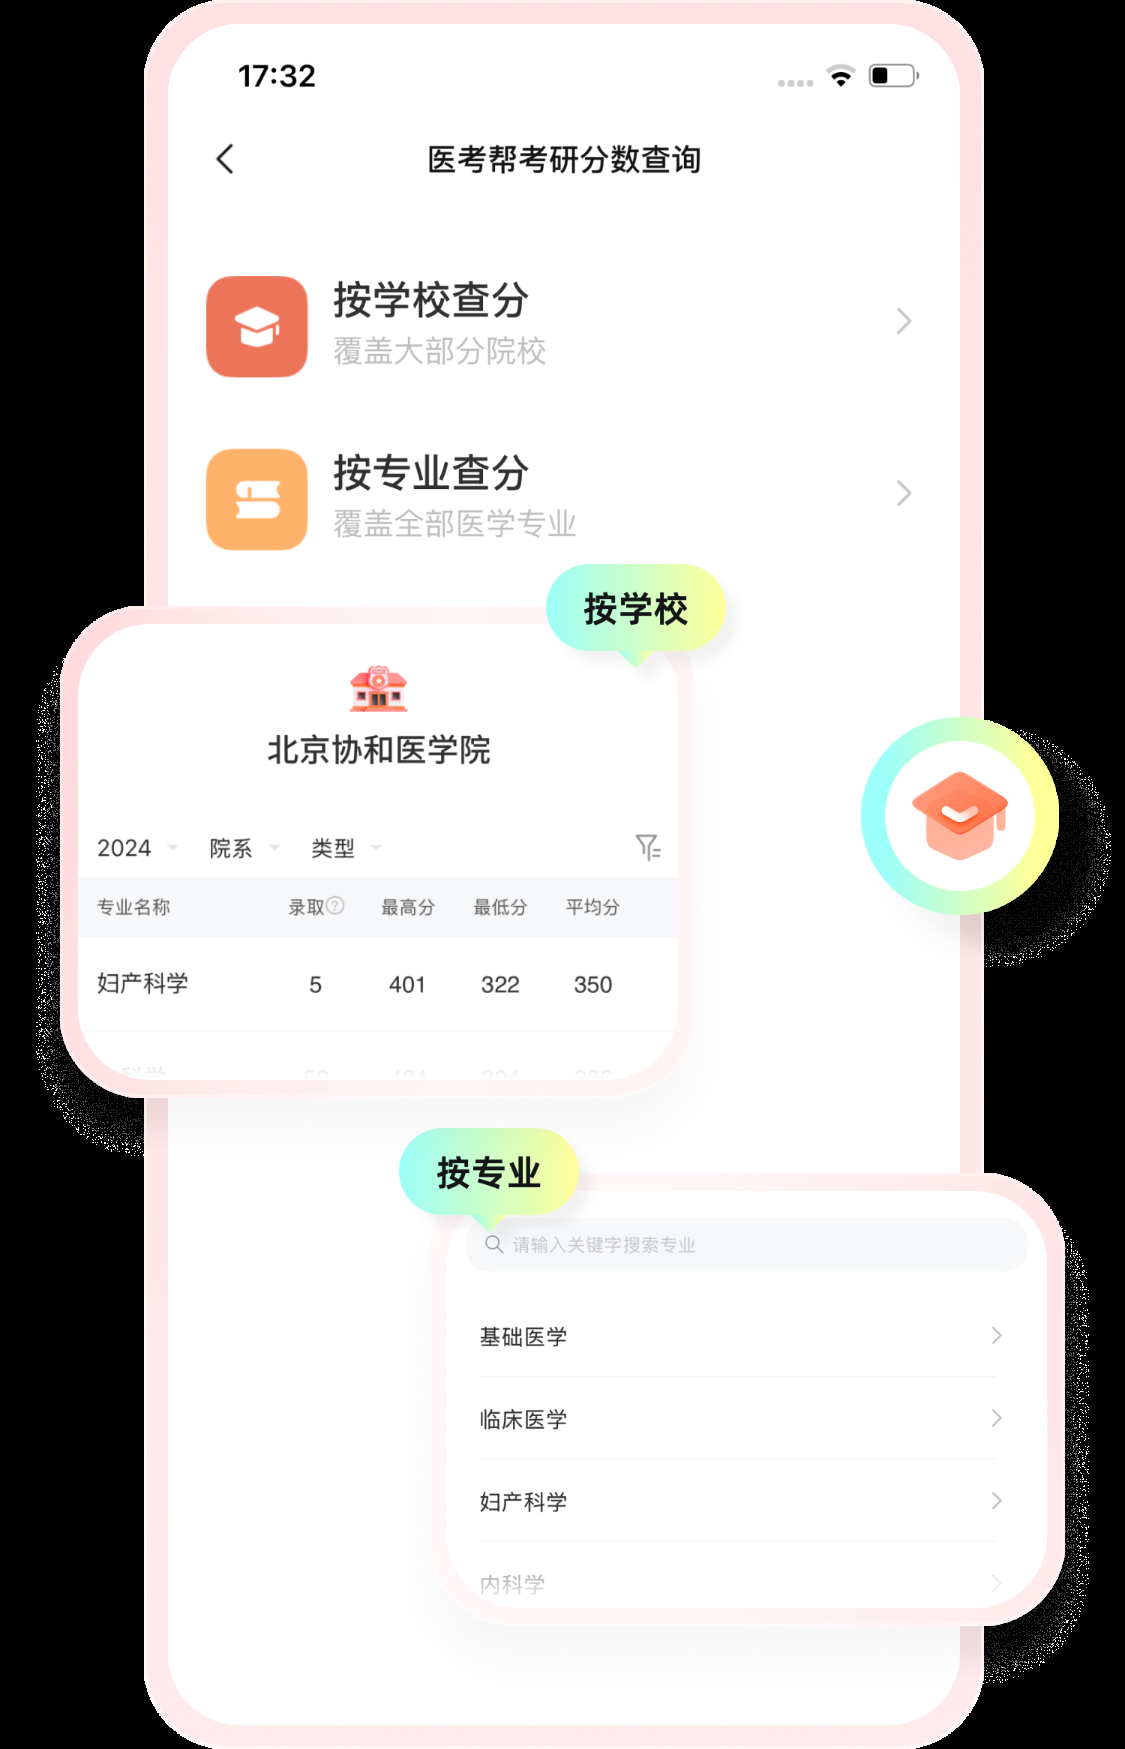 17:32
医考帮考研分数查询
按学校查分
覆盖大部分院校
按专业查分
覆盖全部医学专业
按学校
北京协和医学院
2024 院系 类型
专业名称 录取? 最高分 最低分 平均分
妇产科学 5 401 322 350
按专业
请输入关键字搜索专业
基础医学
临床医学
妇产科学
内科学